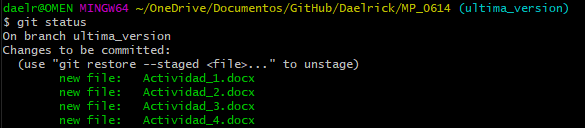 daelr@OMEN MINGW64 ~/OneDrive/Documentos/GitHub/Daelrick/MP_0614 (ultima_version)
$ git status
On branch ultima_version
Changes to be committed:
  (use "git restore --staged <file>..." to unstage)
        new file:   Actividad_1.docx
        new file:   Actividad_2.docx
        new file:   Actividad_3.docx
        new file:   Actividad_4.docx